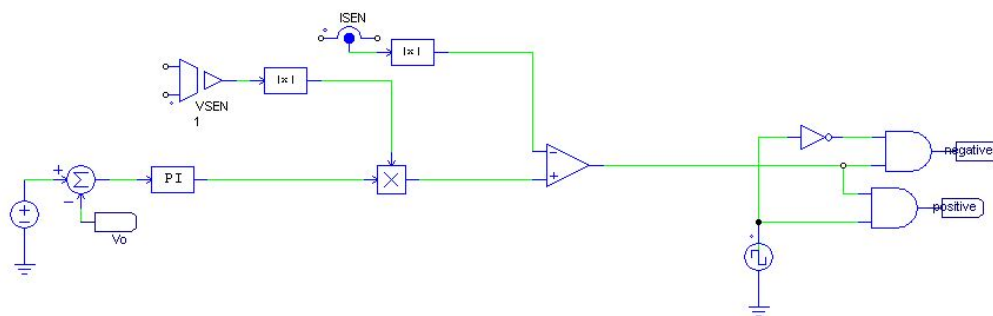 ISEN
|x|
|x|
VSEN
1
negative
PI
positive
Vo